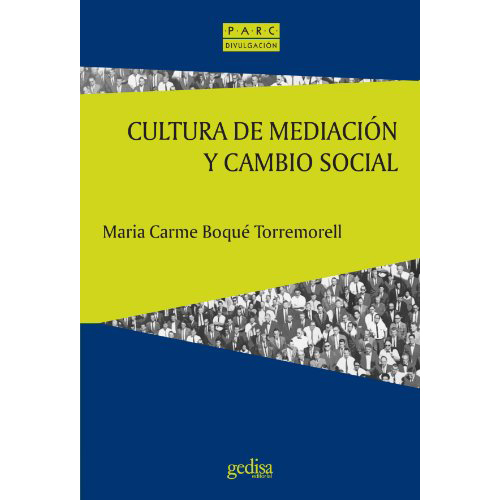 ·P·A·R·C·
DIVULGACIÓN
CULTURA DE MEDIACIÓN
Y CAMBIO SOCIAL
Maria Carme Boqué Torremorell
gedisa
editorial